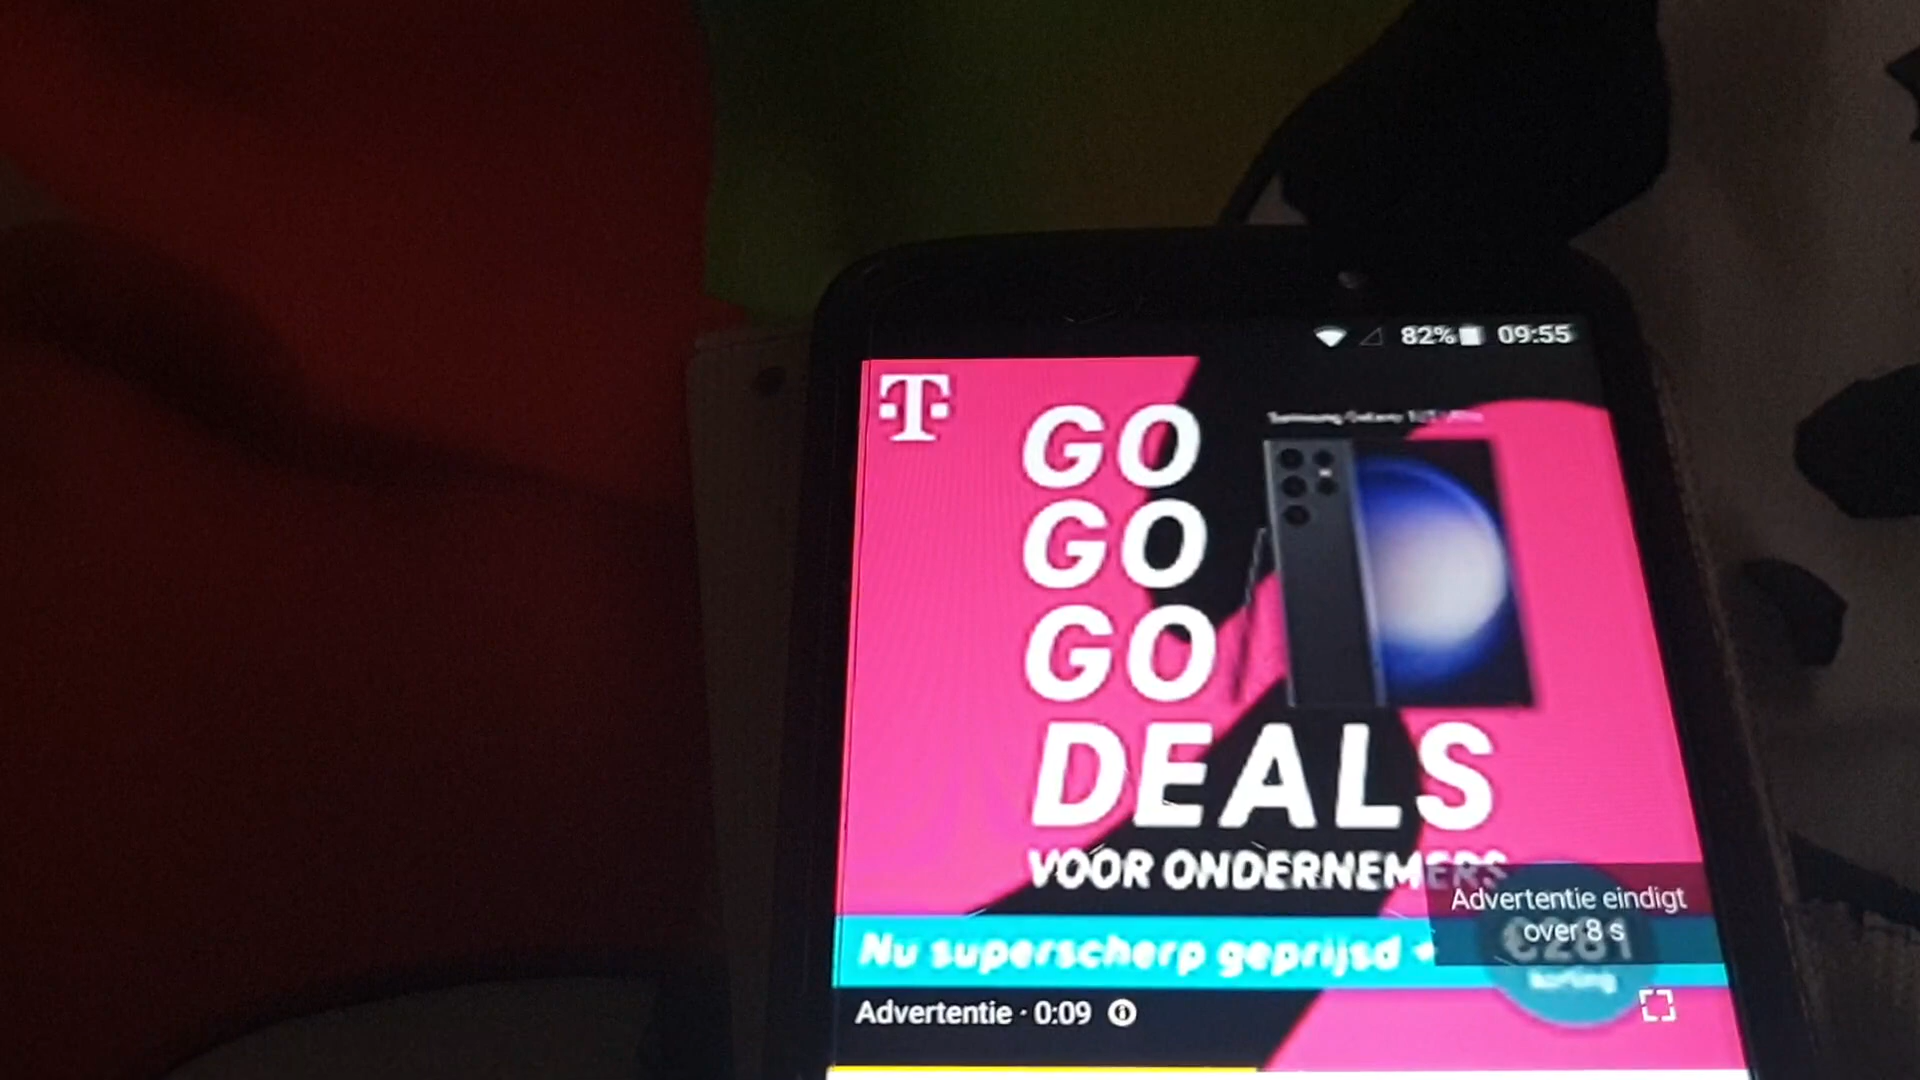 82% 09:55
T
GO
GO
GO
DEALS
VOOR ONDERNEMERS
Advertentie eindigt
over 8 s
Nu superscherp geprijsd +
korting
Advertentie · 0:09